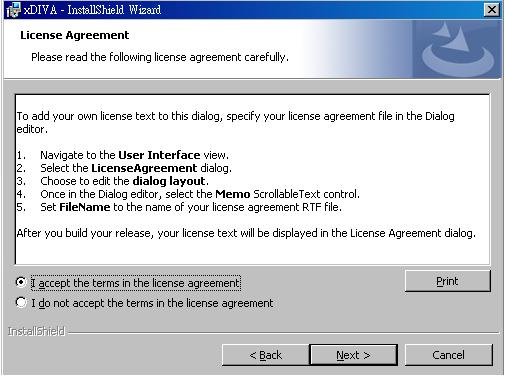 xDIVA - InstallShield Wizard
License Agreement
Please read the following license agreement carefully.
To add your own license text to this dialog, specify your license agreement file in the Dialog
editor.
1. Navigate to the User Interface view.
2. Select the LicenseAgreement dialog.
3. Choose to edit the dialog layout.
4. Once in the Dialog editor, select the Memo ScrollableText control.
5. Set FileName to the name of your license agreement RTF file.
After you build your release, your license text will be displayed in the License Agreement dialog.
I accept the terms in the license agreement
Print
I do not accept the terms in the license agreement
InstallShield
< Back
Next >
Cancel